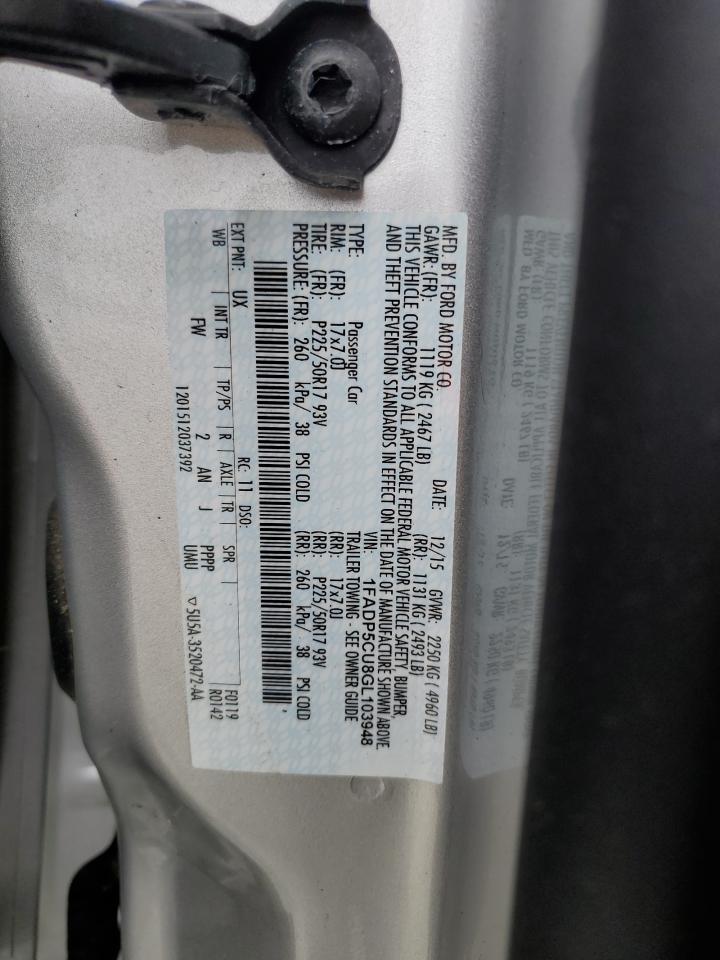 MFD. BY FORD MOTOR CO.
DATE: 12/15 GVWR: 2250 KG ( 4960 LB)
GAWR: (FR): 1119 KG ( 2467 LB) (RR): 1131 KG ( 2493 LB)
THIS VEHICLE CONFORMS TO ALL APPLICABLE FEDERAL MOTOR VEHICLE SAFETY, BUMPER,
AND THEFT PREVENTION STANDARDS IN EFFECT ON THE DATE OF MANUFACTURE SHOWN ABOVE.
VIN: 1FADP5CU8GL103948
TYPE: Passenger Car TRAILER TOWING - SEE OWNER GUIDE
RIM: (FR): 17x7.0J (RR): 17x7.0J
TIRE: (FR): P225/50R17 93V (RR): P225/50R17 93V
PRESSURE: (FR): 260 kPa/ 38 PSI COLD (RR): 260 kPa/ 38 PSI COLD
EXT PNT: UX RC: 11 DSO: F0119
WB INT TR TP/PS R AXLE TR SPR R0142
FW 2 AN J PPPP UMU
1201512037392 ▽ 5U5A-3520472-AA